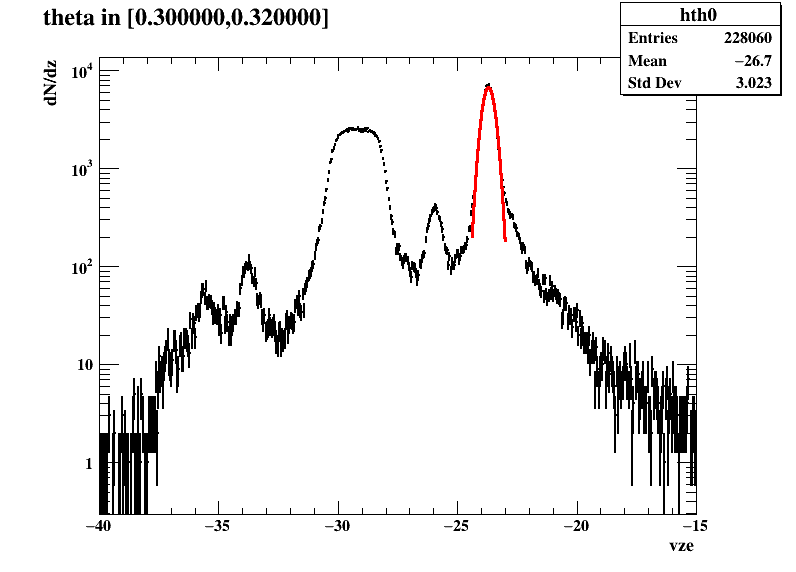 theta in [0.300000,0.320000]
hth0
Entries 228060
Mean −26.7
Std Dev 3.023
dN/dz
10⁴
10³
10²
10
1
−40 −35 −30 −25 −20 −15
vze